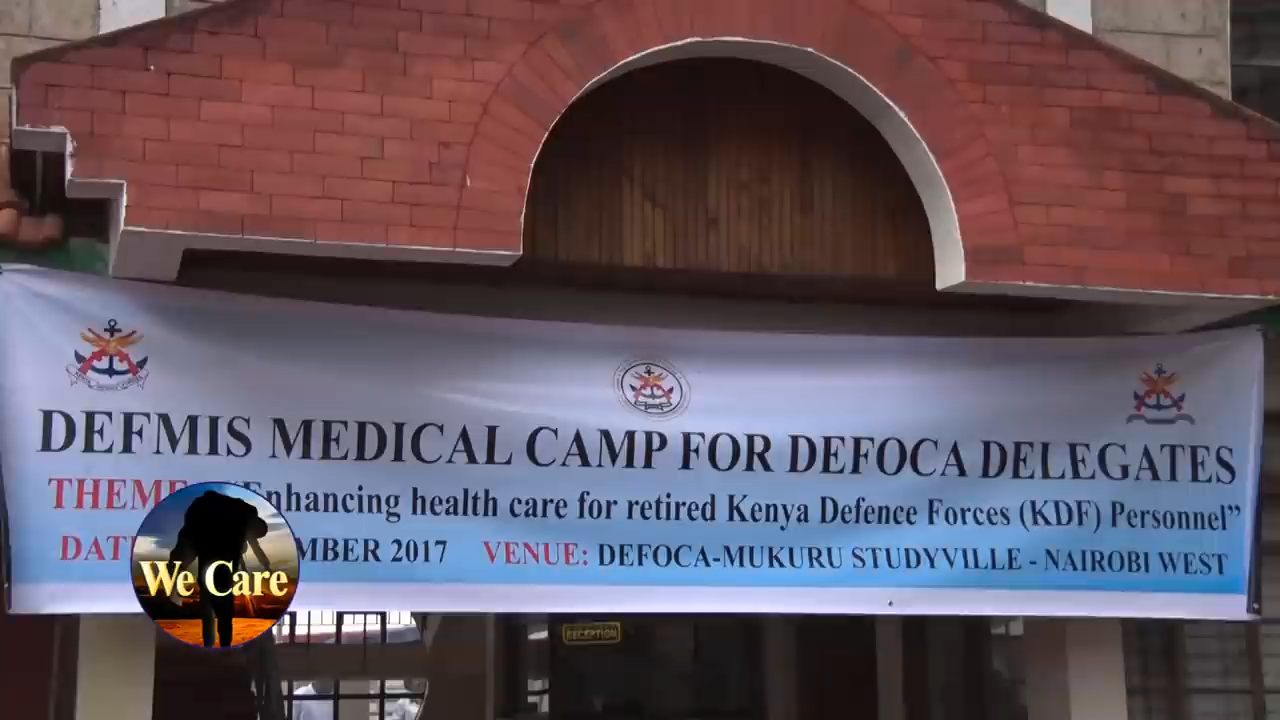 DEFMIS MEDICAL CAMP FOR DEFOCA DELEGATES
THEME nhancing health care for retired Kenya Defence Forces (KDF) Personnel”
DAT MBER 2017 VENUE: DEFOCA-MUKURU STUDYVILLE - NAIROBI WEST
We Care
RECEPTION